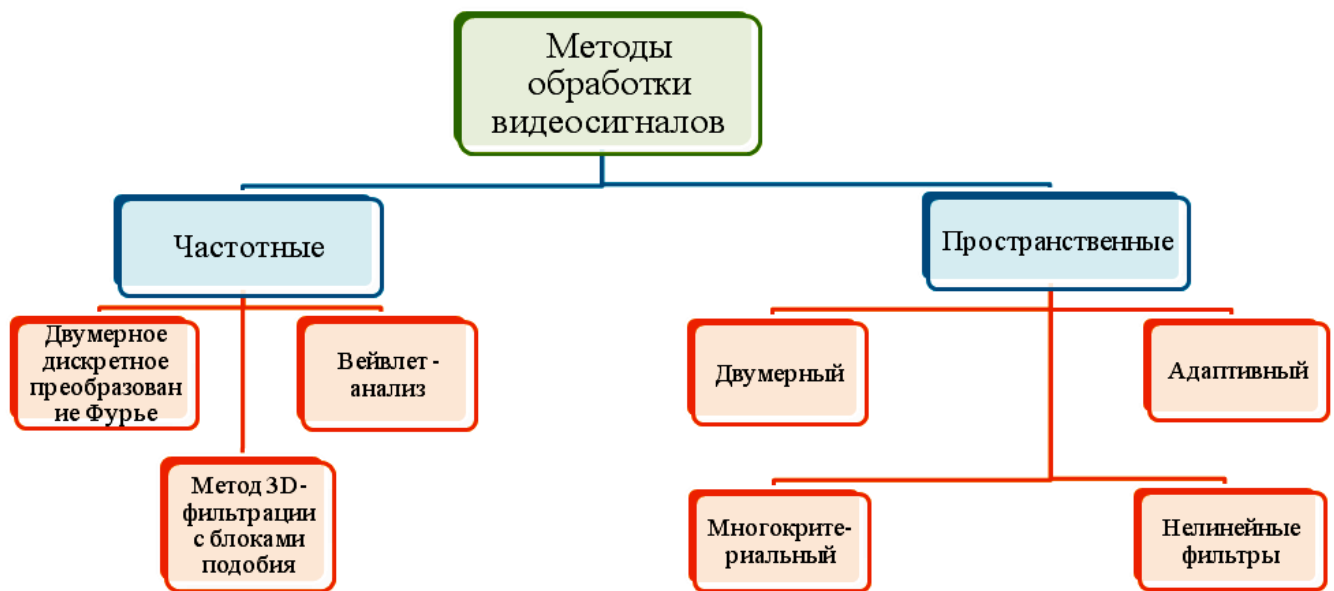 Методы
обработки
видеосигналов
Частотные
Пространственные
Двумерное
дискретное
преобразован
ие Фурье
Вейвлет -
анализ
Метод 3D-
фильтрации
с блоками
подобия
Двумерный
Адаптивный
Многокрите-
риальный
Нелинейные
фильтры